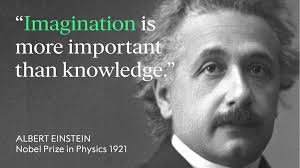 “Imagination is
more important
than knowledge.”
ALBERT EINSTEIN
Nobel Prize in Physics 1921